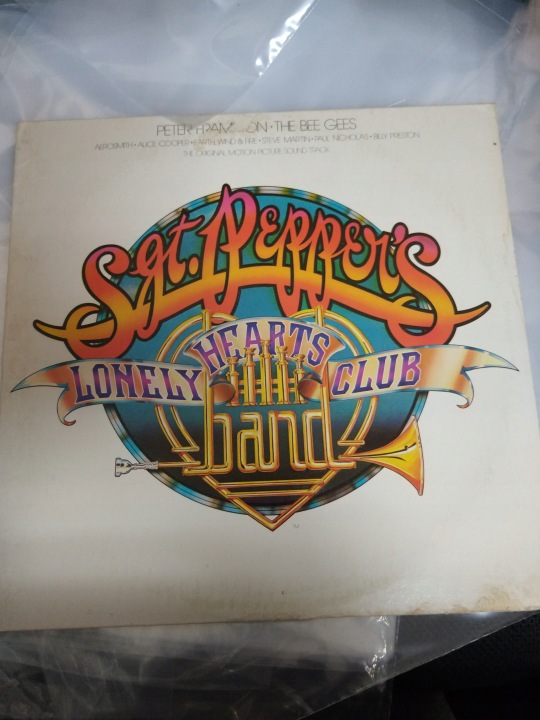 PETER FRAMPTON • THE BEE GEES
AEROSMITH • ALICE COOPER • EARTH, WIND & FIRE • STEVE MARTIN • PAUL NICHOLAS • BILLY PRESTON
THE ORIGINAL MOTION PICTURE SOUND TRACK
Sgt. Pepper's
LONELY HEARTS CLUB
band